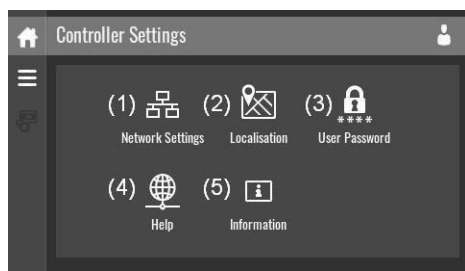 Controller Settings
(1) (2) (3)
****
Network Settings Localisation User Password
(4) (5) i
Help Information